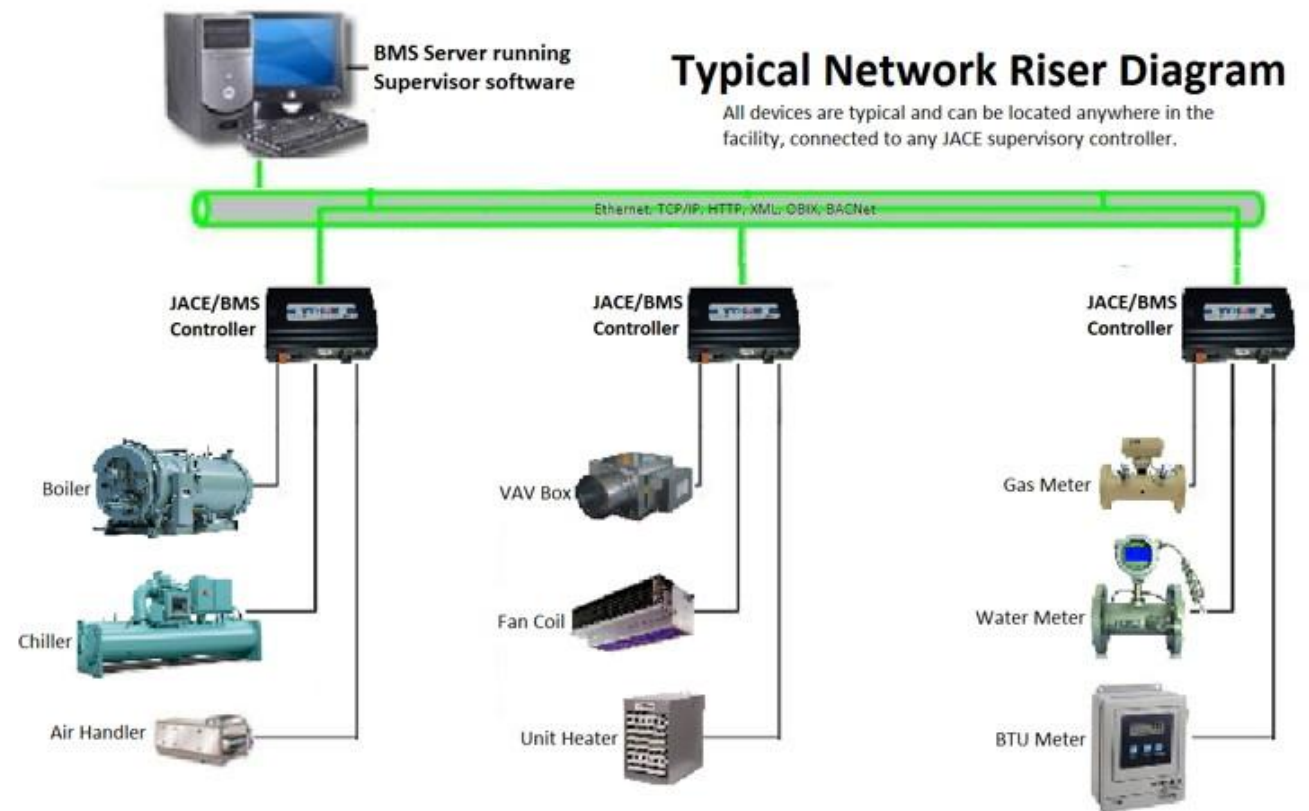 BMS Server running
Supervisor software
Typical Network Riser Diagram
All devices are typical and can be located anywhere in the
facility, connected to any JACE supervisory controller.
Ethernet, TCP/IP, HTTP, XML, OBIX, BACNet
JACE/BMS
Controller
JACE/BMS
Controller
JACE/BMS
Controller
Boiler
VAV Box
Gas Meter
Chiller
Fan Coil
Water Meter
Air Handler
Unit Heater
BTU Meter